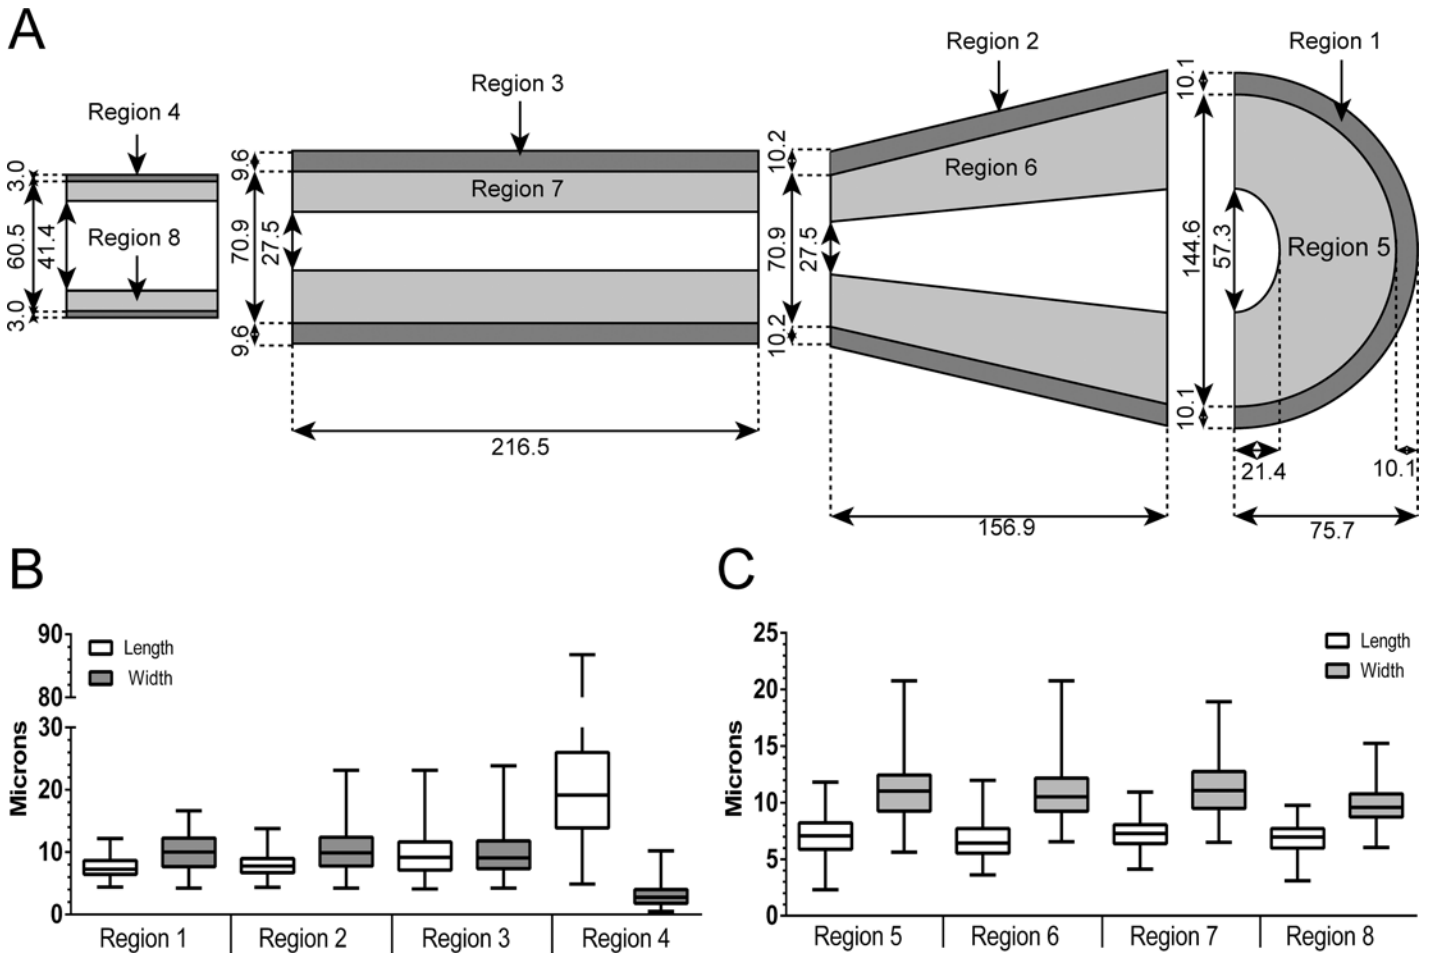 A
Region 2
Region 1
Region 3
Region 4
3.0
60.5
41.4
3.0
Region 8
9.6
70.9
27.5
9.6
Region 7
216.5
10.2
70.9
27.5
10.2
Region 6
156.9
10.1
144.6
57.3
10.1
Region 5
21.4
10.1
75.7
B
Microns
90
80
30
20
10
0
Length
Width
Region 1
Region 2
Region 3
Region 4
C
Microns
25
20
15
10
5
0
Length
Width
Region 5
Region 6
Region 7
Region 8